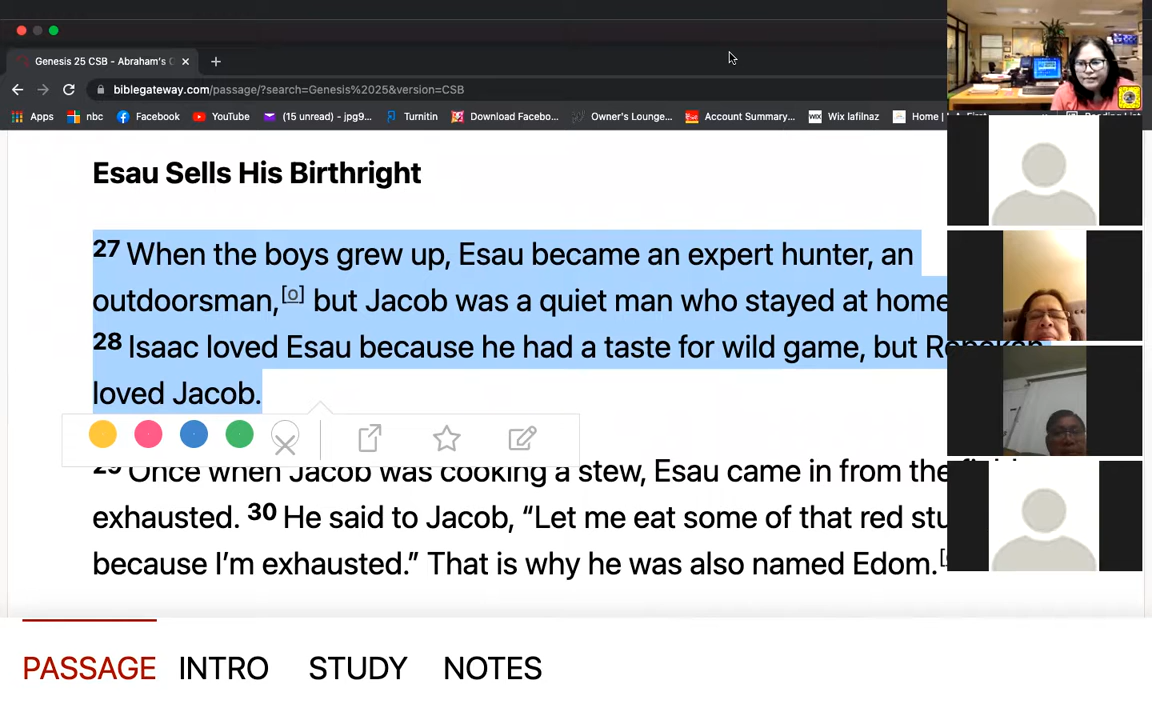 Genesis 25 CSB - Abraham's
biblegateway.com/passage/?search=Genesis%2025&version=CSB
Apps nbc Facebook YouTube (15 unread) - jpg9... Turnitin Download Facebo... Owner's Lounge... Account Summary... Wix lafilnaz Home
Esau Sells His Birthright
27 When the boys grew up, Esau became an expert hunter, an
outdoorsman,[o] but Jacob was a quiet man who stayed at home
28 Isaac loved Esau because he had a taste for wild game, but Rebekah
loved Jacob.
29 Once when Jacob was cooking a stew, Esau came in from the
exhausted. 30 He said to Jacob, “Let me eat some of that red
because I’m exhausted.” That is why he was also named Edom.
PASSAGE INTRO STUDY NOTES